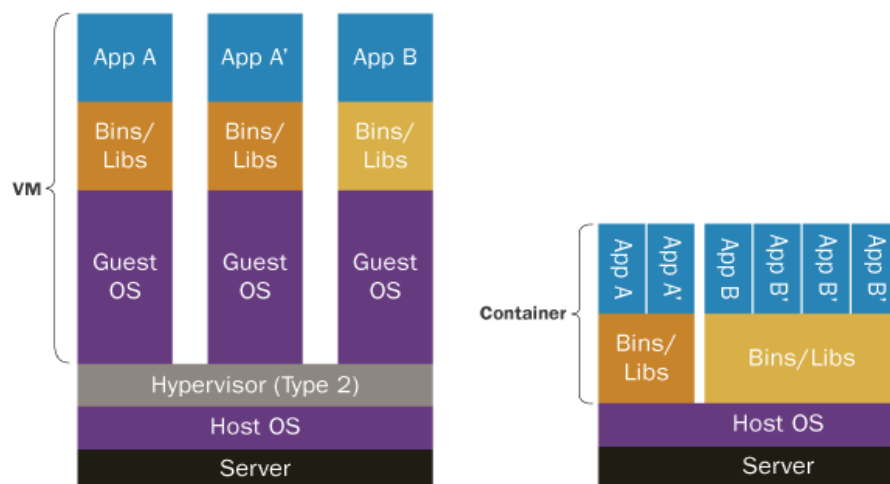 App A
App A'
App B
Bins/
Libs
Bins/
Libs
Bins/
Libs
VM
Guest
OS
Guest
OS
Guest
OS
Hypervisor (Type 2)
Host OS
Server
App A
App A'
App B
App B'
App B'
App B'
Container
Bins/
Libs
Bins/Libs
Host OS
Server